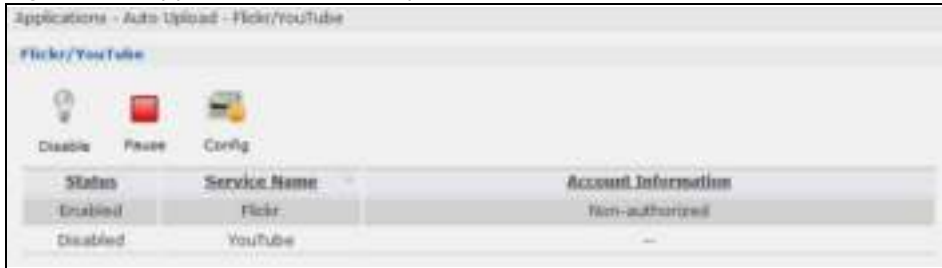 Applications - Auto Upload - Flickr/YouTube
Flickr/YouTube
Disable Pause Config
Status Service Name Account Information
Enabled Flickr Non-authorized
Disabled YouTube --